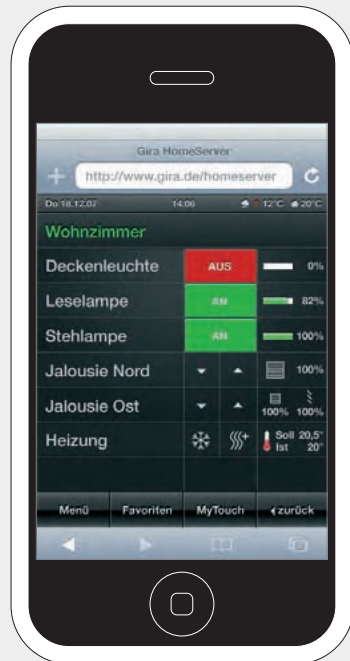 Gira HomeServer
http://www.gira.de/homeserver
Do 18.12.07 14:06 12°C 20°C
Wohnzimmer
Deckenleuchte AUS 0%
Leselampe AN 82%
Stehlampe AN 100%
Jalousie Nord 100%
Jalousie Ost 100% 100%
Heizung Soll 20,5°
Ist 20°
Menü Favoriten MyTouch zurück